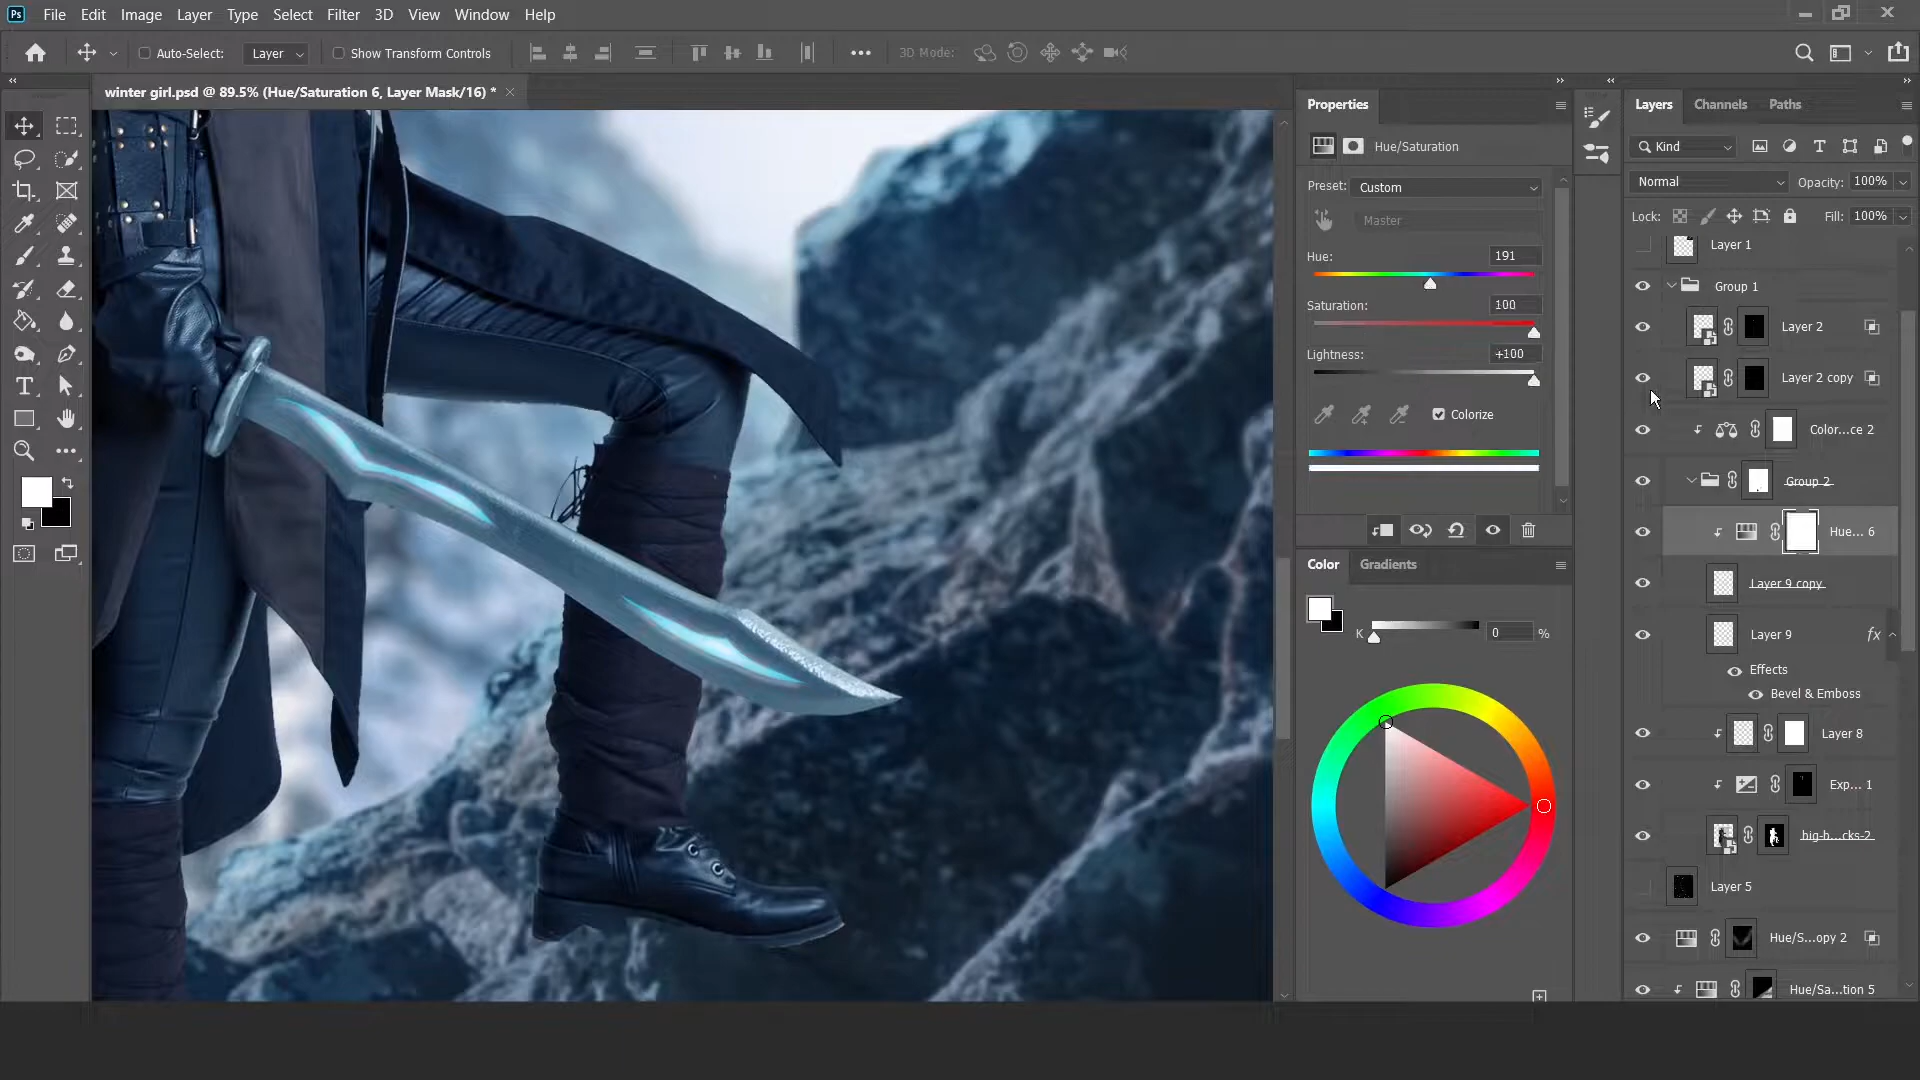 Ps File Edit Image Layer Type Select Filter 3D View Window Help
Auto-Select: Layer Show Transform Controls 3D Mode:
winter girl.psd @ 89.5% (Hue/Saturation 6, Layer Mask/16) *
Properties
Hue/Saturation
Preset: Custom
Master
Hue: 191
Saturation: 100
Lightness: +100
Colorize
Color Gradients
K 0 %
Layers Channels Paths
Kind
Normal Opacity: 100%
Lock: Fill: 100%
Layer 1
Group 1
Layer 2
Layer 2 copy
Color...ce 2
Group 2
Hue... 6
Layer 9 copy
Layer 9 fx
Effects
Bevel & Emboss
Layer 8
Exp... 1
big-b...cks-2
Layer 5
Hue/S...opy 2
Hue/Sa...tion 5